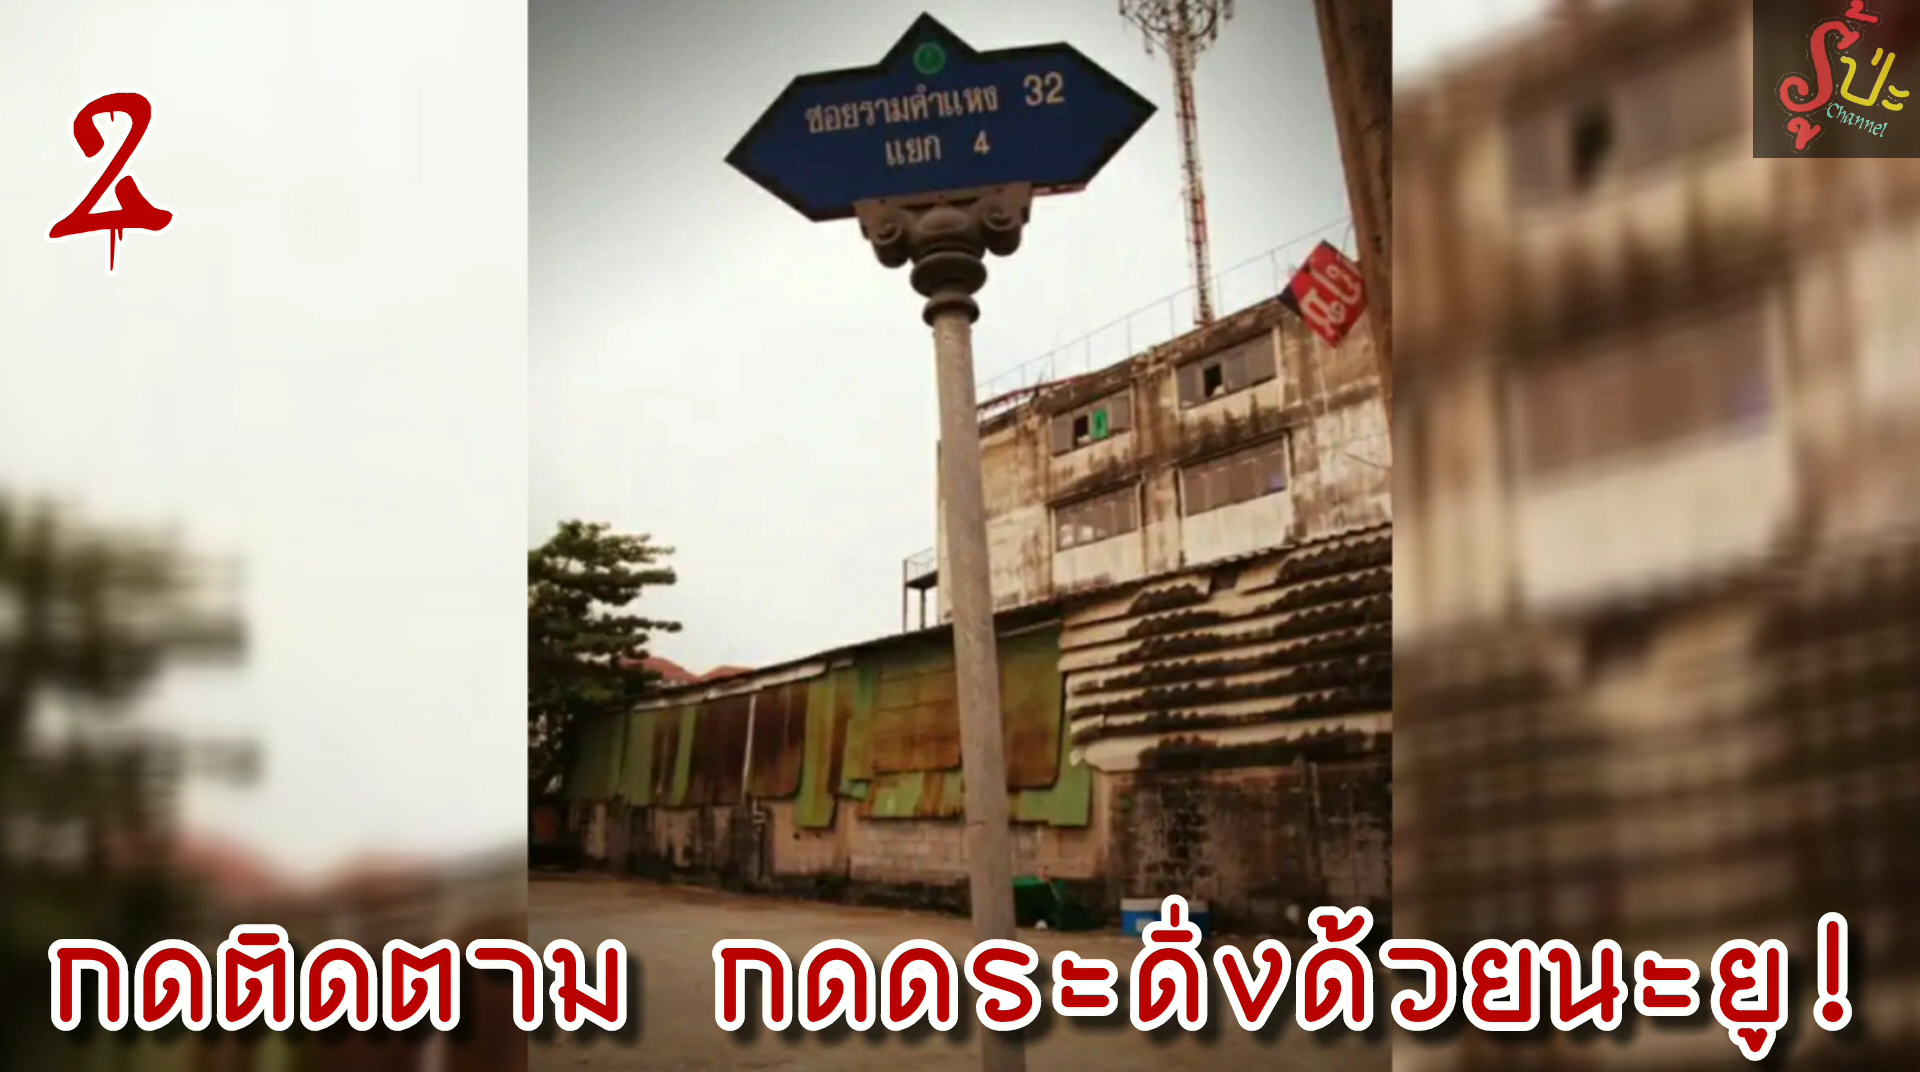 2
ซอยรามคำแหง 32
แยก 4
รู้ป่ะ
Channel
กดติดตาม กดดระดิ่งด้วยนะยู!